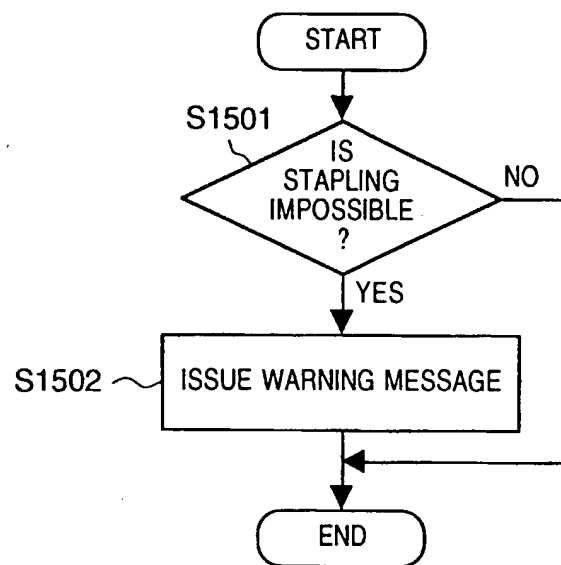 START
S1501
IS
STAPLING
IMPOSSIBLE
?
NO
YES
S1502
ISSUE WARNING MESSAGE
END